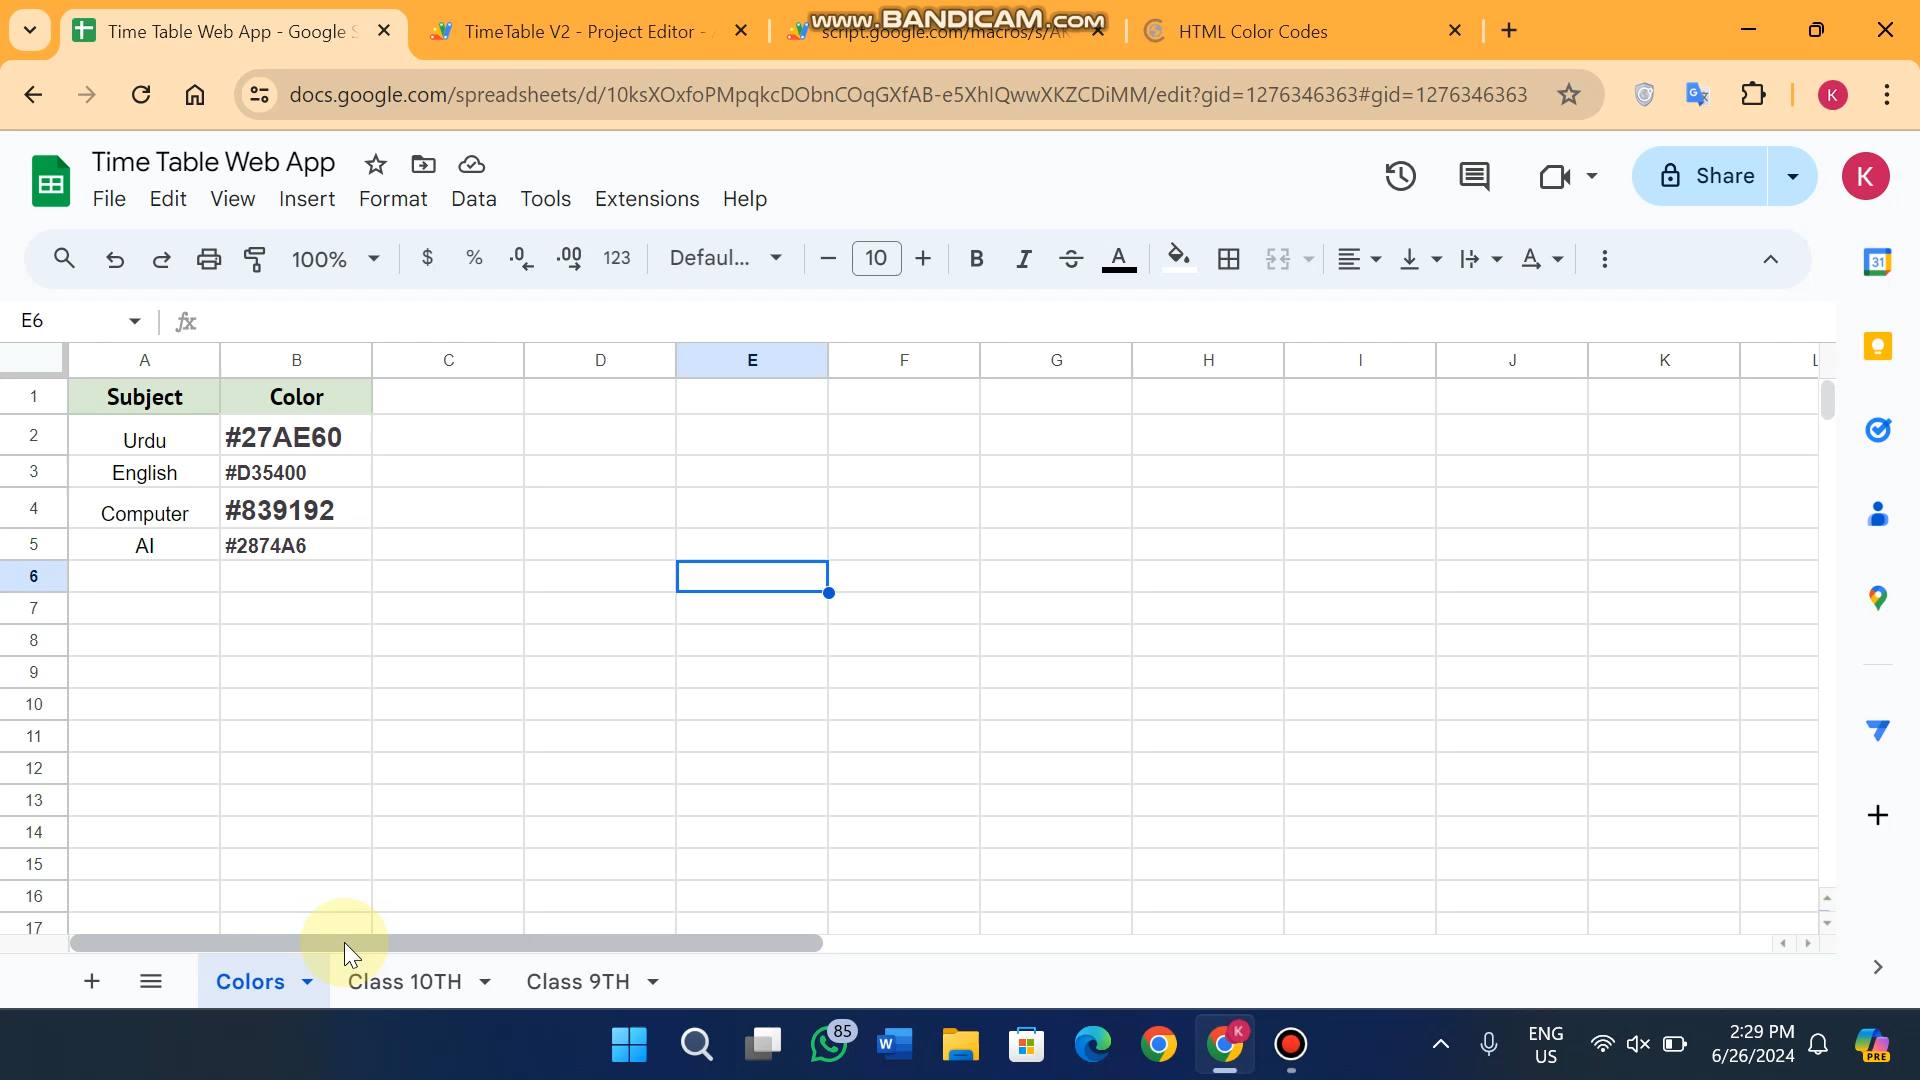 Time Table Web App - Google S
TimeTable V2 - Project Editor -
www.BANDICAM.COM
script.google.com/macros/s/AK
HTML Color Codes
docs.google.com/spreadsheets/d/10ksXOxfoPMpqkcDObnCOqGXfAB-e5XhlQwwXKZCDiMM/edit?gid=1276346363#gid=1276346363
K
Time Table Web App
File Edit View Insert Format Data Tools Extensions Help
Share
K
100% $ % .0 .00 123 Defaul... 10 B I S A
31
E6 fx
A B C D E F G H I J K L
1 Subject Color
2 Urdu #27AE60
3 English #D35400
4 Computer #839192
5 AI #2874A6
6
7
8
9
10
11
12
13
14
15
16
17
Colors Class 10TH Class 9TH
85
W
K
ENG
US
2:29 PM
6/26/2024
PRE